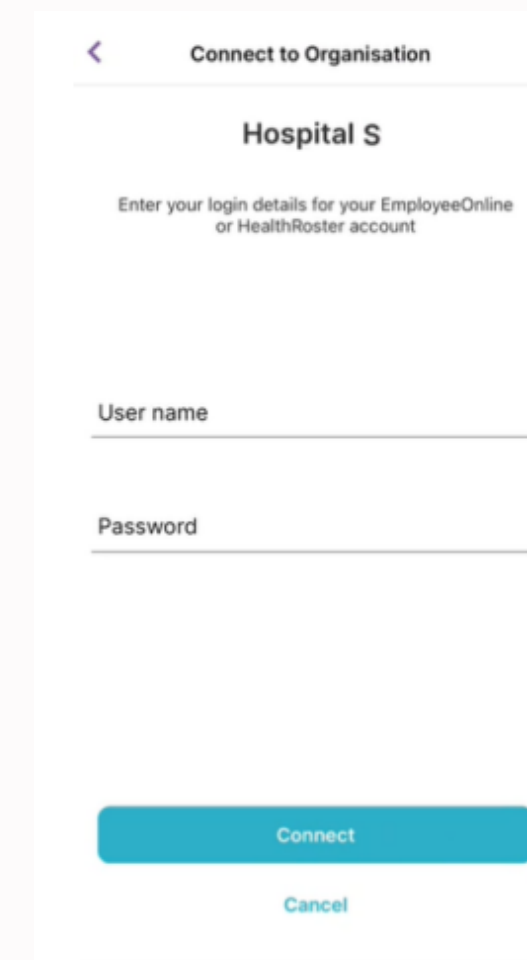 Connect to Organisation
Hospital S
Enter your login details for your EmployeeOnline
or HealthRoster account
User name
Password
Connect
Cancel